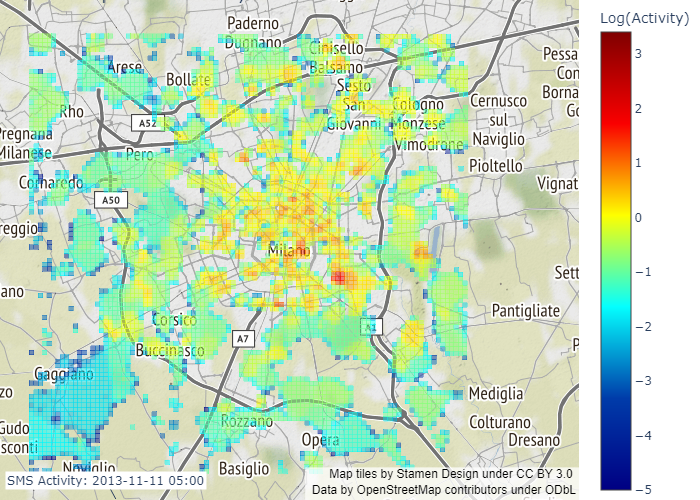 Log(Activity)
3
2
1
0
−1
−2
−3
−4
−5
Paderno
Dugnano
Cinisello
Balsamo
Arese
Bollate
Sesto
San
Giovanni
Cologno
Monzese
Cernusco
sul
Naviglio
Pessa
Con
Borna
Go
Rho
A52
Pregnana
Milanese
Pero
Vimodrone
Pioltello
Cornaredo
A50
Vignat
reggio
Milano
Sett
ano
Pantigliate
Corsico
A7
A1
Buccinasco
P
Gaggiano
zo
Mediglia
Gudo
sconti
Rozzano
Opera
Colturano
Dresano
Noviglio
Basiglio
SMS Activity: 2013-11-11 05:00
Map tiles by Stamen Design under CC BY 3.0
Data by OpenStreetMap contributors under ODbL